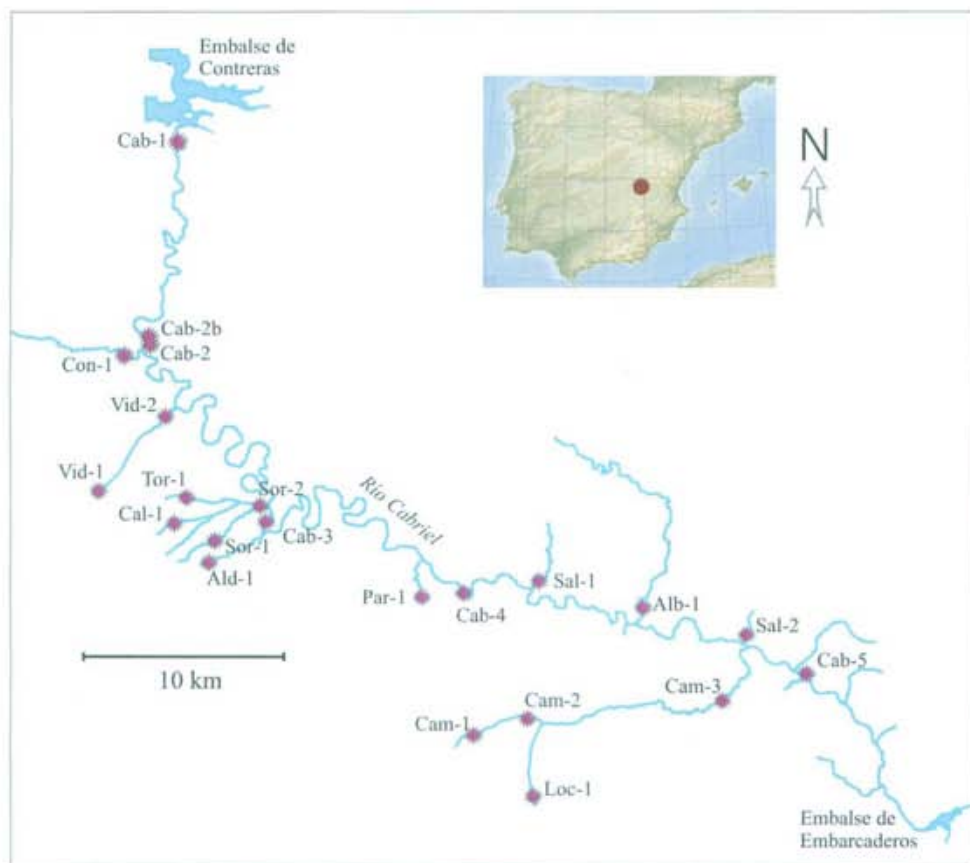 Embalse de
Contreras
Cab-1
N
Cab-2b
Cab-2
Con-1
Vid-2
Vid-1
Tor-1
Sor-2
Cal-1
Cab-3
Sor-1
Ald-1
Río Cabriel
Par-1
Cab-4
Sal-1
Alb-1
Sal-2
Cab-5
10 km
Cam-3
Cam-2
Cam-1
Loc-1
Embalse de
Embarcaderos